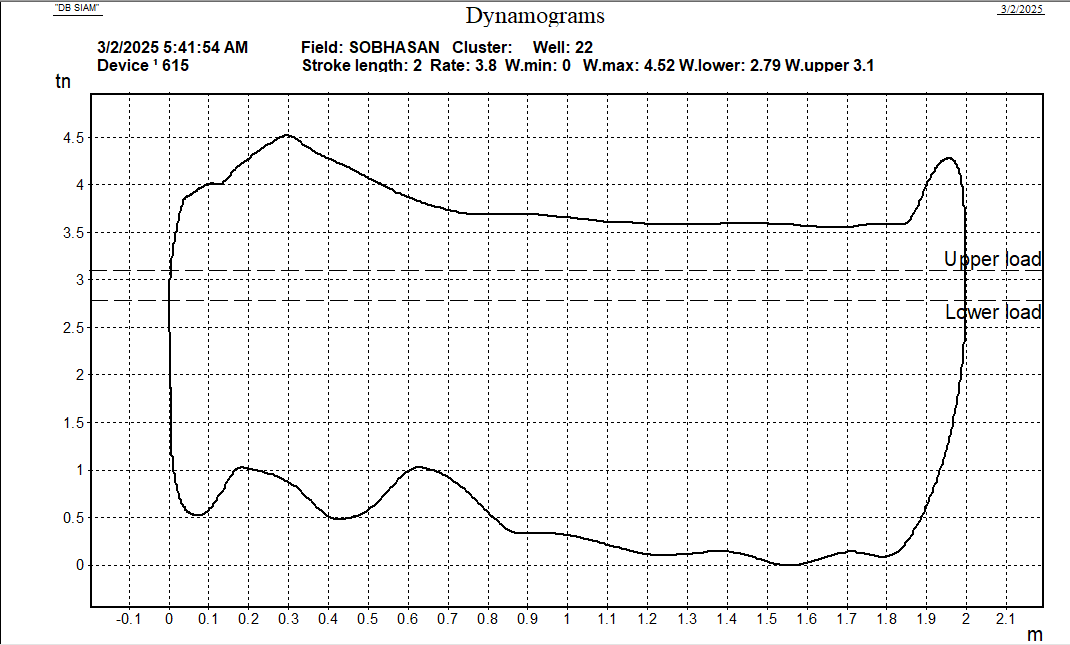 "DB SIAM"
Dynamograms
3/2/2025
3/2/2025 5:41:54 AM Field: SOBHASAN Cluster: Well: 22
Device ¹ 615 Stroke length: 2 Rate: 3.8 W.min: 0 W.max: 4.52 W.lower: 2.79 W.upper 3.1
tn
4.5
4
3.5
Upper load
3
Lower load
2.5
2
1.5
1
0.5
0
-0.1 0 0.1 0.2 0.3 0.4 0.5 0.6 0.7 0.8 0.9 1 1.1 1.2 1.3 1.4 1.5 1.6 1.7 1.8 1.9 2 2.1
m